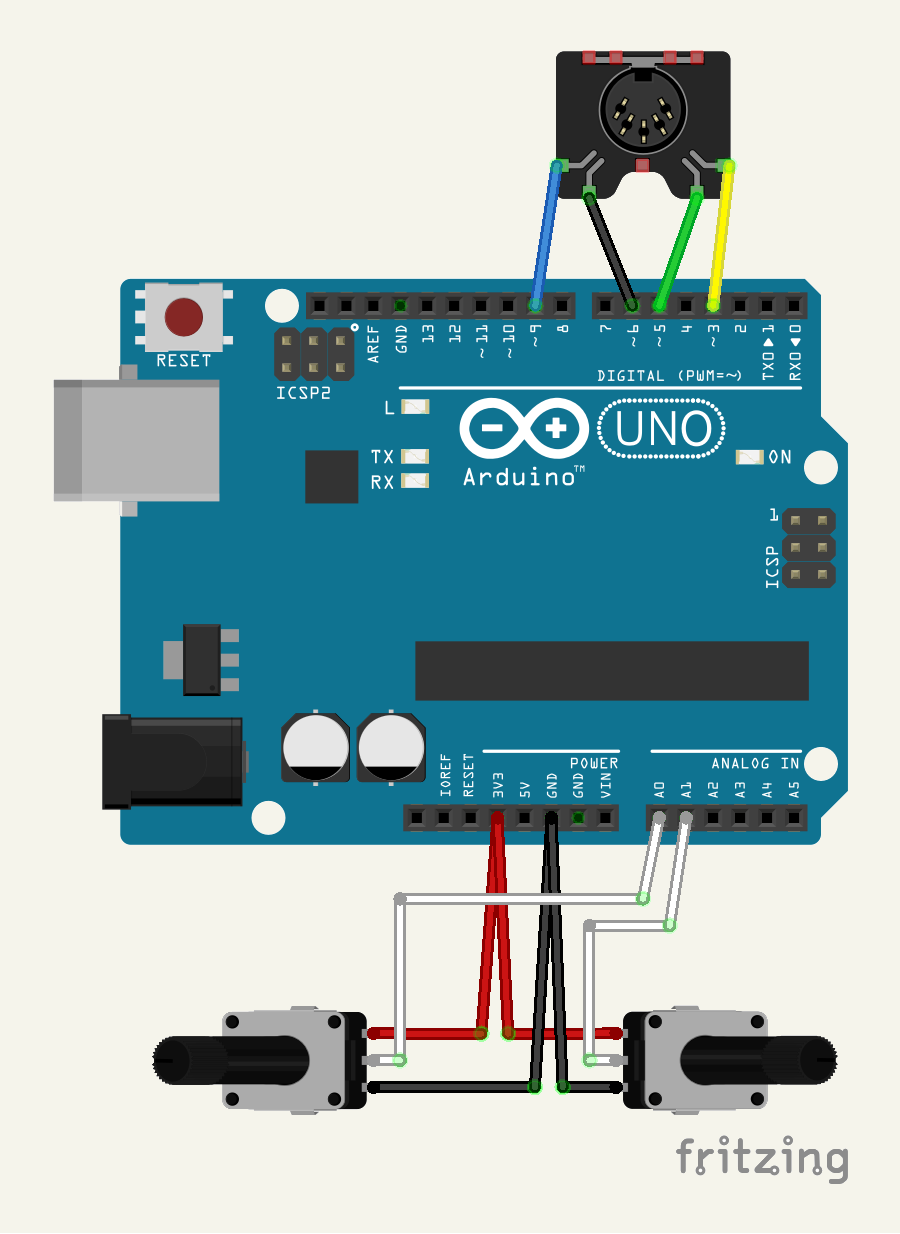 RESET
ICSP2
AREF
GND
13
12
~11
~10
~9
8
7
~6
~5
4
~3
2
TX0 ▶ 1
RX0 ◀ 0
DIGITAL (PWM=~)
L
TX
RX
Arduino™
UNO
ON
1
ICSP
IOREF
RESET
3V3
5V
GND
GND
VIN
POWER
ANALOG IN
A0
A1
A2
A3
A4
A5
fritzing